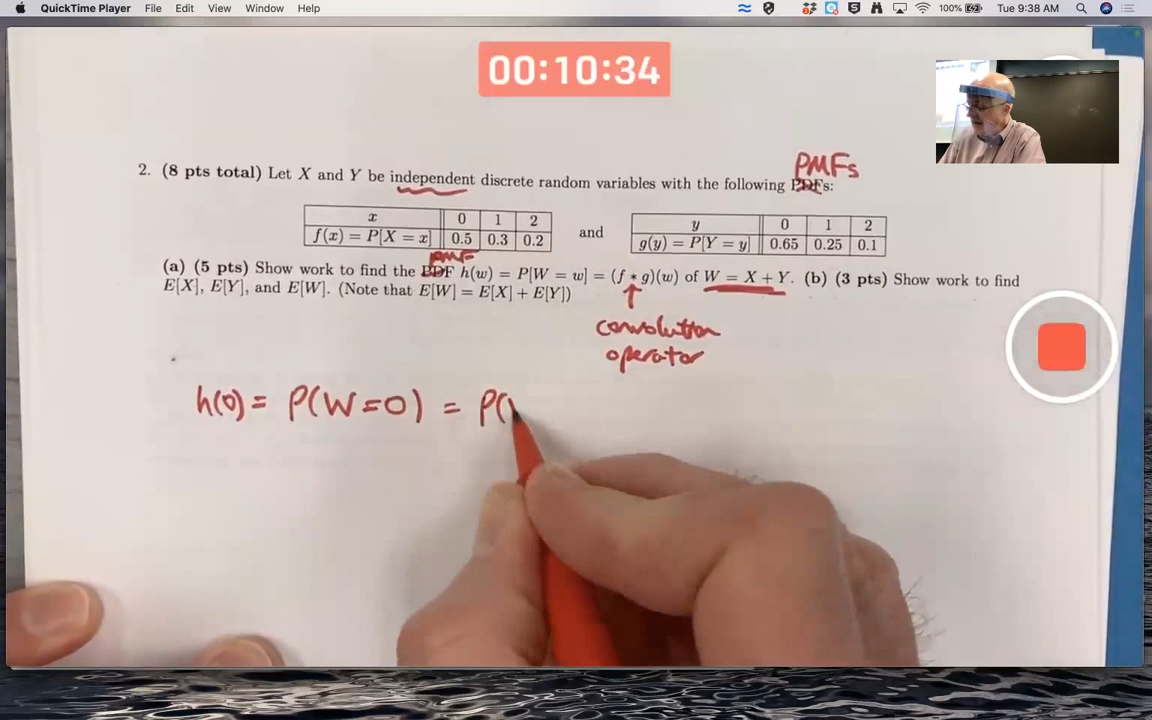 QuickTime Player File Edit View Window Help 100% Tue 9:38 AM
00:10:34
PMFs
2. (8 pts total) Let X and Y be independent discrete random variables with the following PDFs:
x 0 1 2
f(x) = P[X = x] 0.5 0.3 0.2
and
y 0 1 2
g(y) = P[Y = y] 0.65 0.25 0.1
PMF
(a) (5 pts) Show work to find the PDF h(w) = P[W = w] = (f * g)(w) of W = X + Y. (b) (3 pts) Show work to find
E[X], E[Y], and E[W]. (Note that E[W] = E[X] + E[Y])
convolution
operator
h(0) = P(W=0) = P(